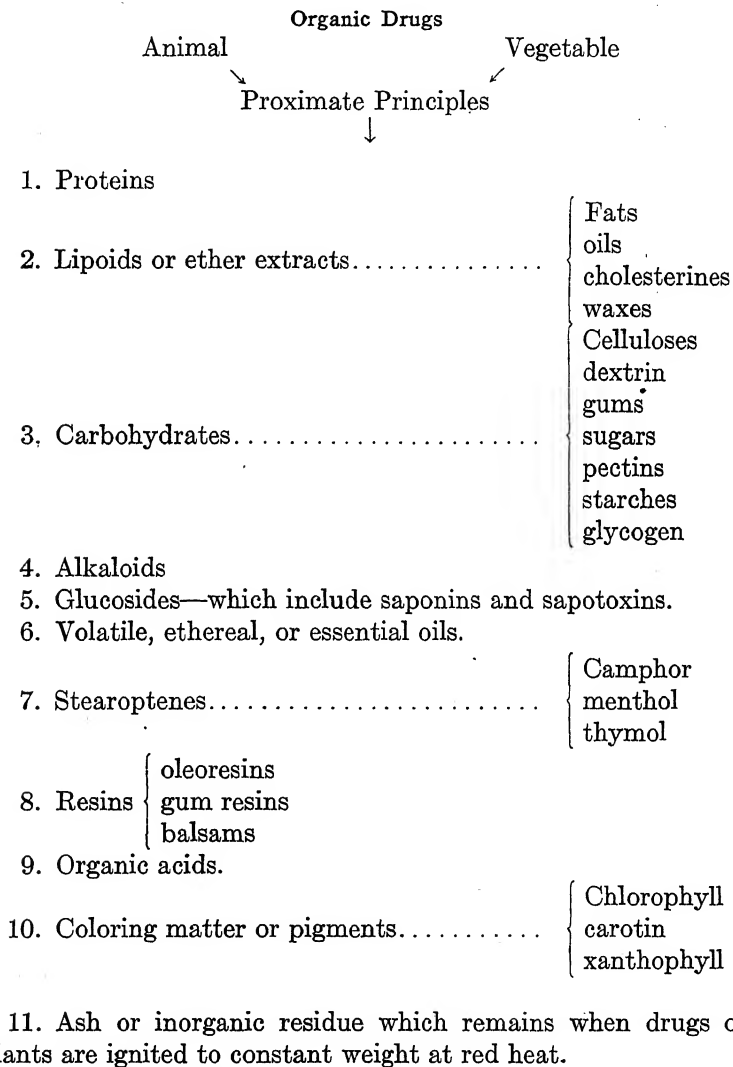 Organic Drugs
Animal Vegetable
Proximate Principles
1. Proteins
2. Lipoids or ether extracts................
Fats
oils
cholesterines
waxes
3. Carbohydrates.......................
Celluloses
dextrin
gums
sugars
pectins
starches
glycogen
4. Alkaloids
5. Glucosides—which include saponins and sapotoxins.
6. Volatile, ethereal, or essential oils.
7. Stearoptenes.........................
Camphor
menthol
thymol
8. Resins
oleoresins
gum resins
balsams
9. Organic acids.
10. Coloring matter or pigments...........
Chlorophyll
carotin
xanthophyll
11. Ash or inorganic residue which remains when drugs o
lants are ignited to constant weight at red heat.